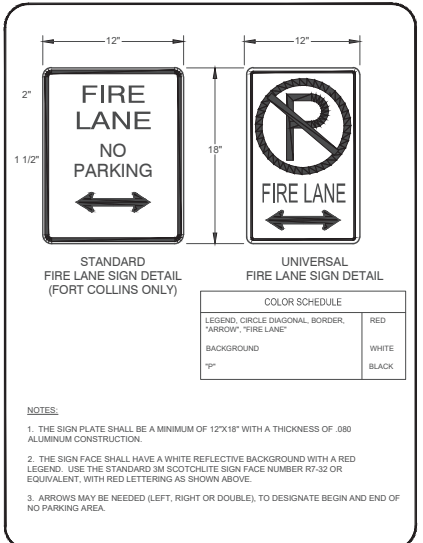 12"
12"
2"
FIRE
LANE
1 1/2"
NO
PARKING
18"
P
FIRE LANE
STANDARD
FIRE LANE SIGN DETAIL
(FORT COLLINS ONLY)
UNIVERSAL
FIRE LANE SIGN DETAIL
COLOR SCHEDULE
LEGEND, CIRCLE DIAGONAL, BORDER, RED
"ARROW", "FIRE LANE"
BACKGROUND WHITE
"P" BLACK
NOTES:
1. THE SIGN PLATE SHALL BE A MINIMUM OF 12"X18" WITH A THICKNESS OF .080
ALUMINUM CONSTRUCTION.
2. THE SIGN FACE SHALL HAVE A WHITE REFLECTIVE BACKGROUND WITH A RED
LEGEND. USE THE STANDARD 3M SCOTCHLITE SIGN FACE NUMBER R7-32 OR
EQUIVALENT, WITH RED LETTERING AS SHOWN ABOVE.
3. ARROWS MAY BE NEEDED (LEFT, RIGHT OR DOUBLE), TO DESIGNATE BEGIN AND END OF
NO PARKING AREA.